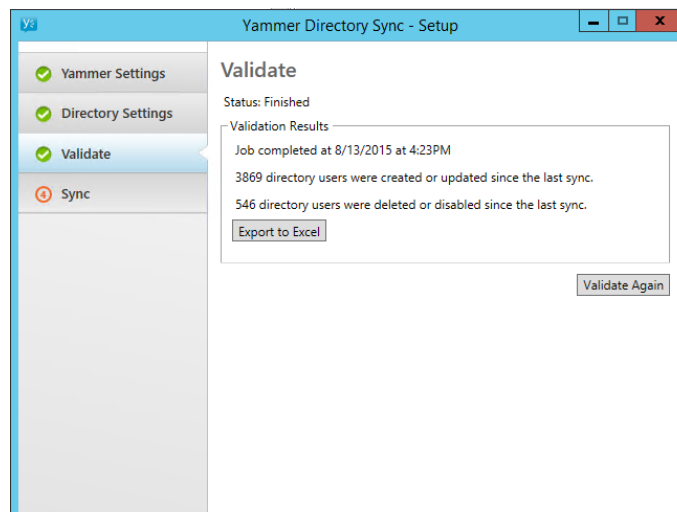 Y
Yammer Directory Sync - Setup
Yammer Settings
Directory Settings
Validate
4 Sync
Validate
Status: Finished
Validation Results
Job completed at 8/13/2015 at 4:23PM
3869 directory users were created or updated since the last sync.
546 directory users were deleted or disabled since the last sync.
Export to Excel
Validate Again